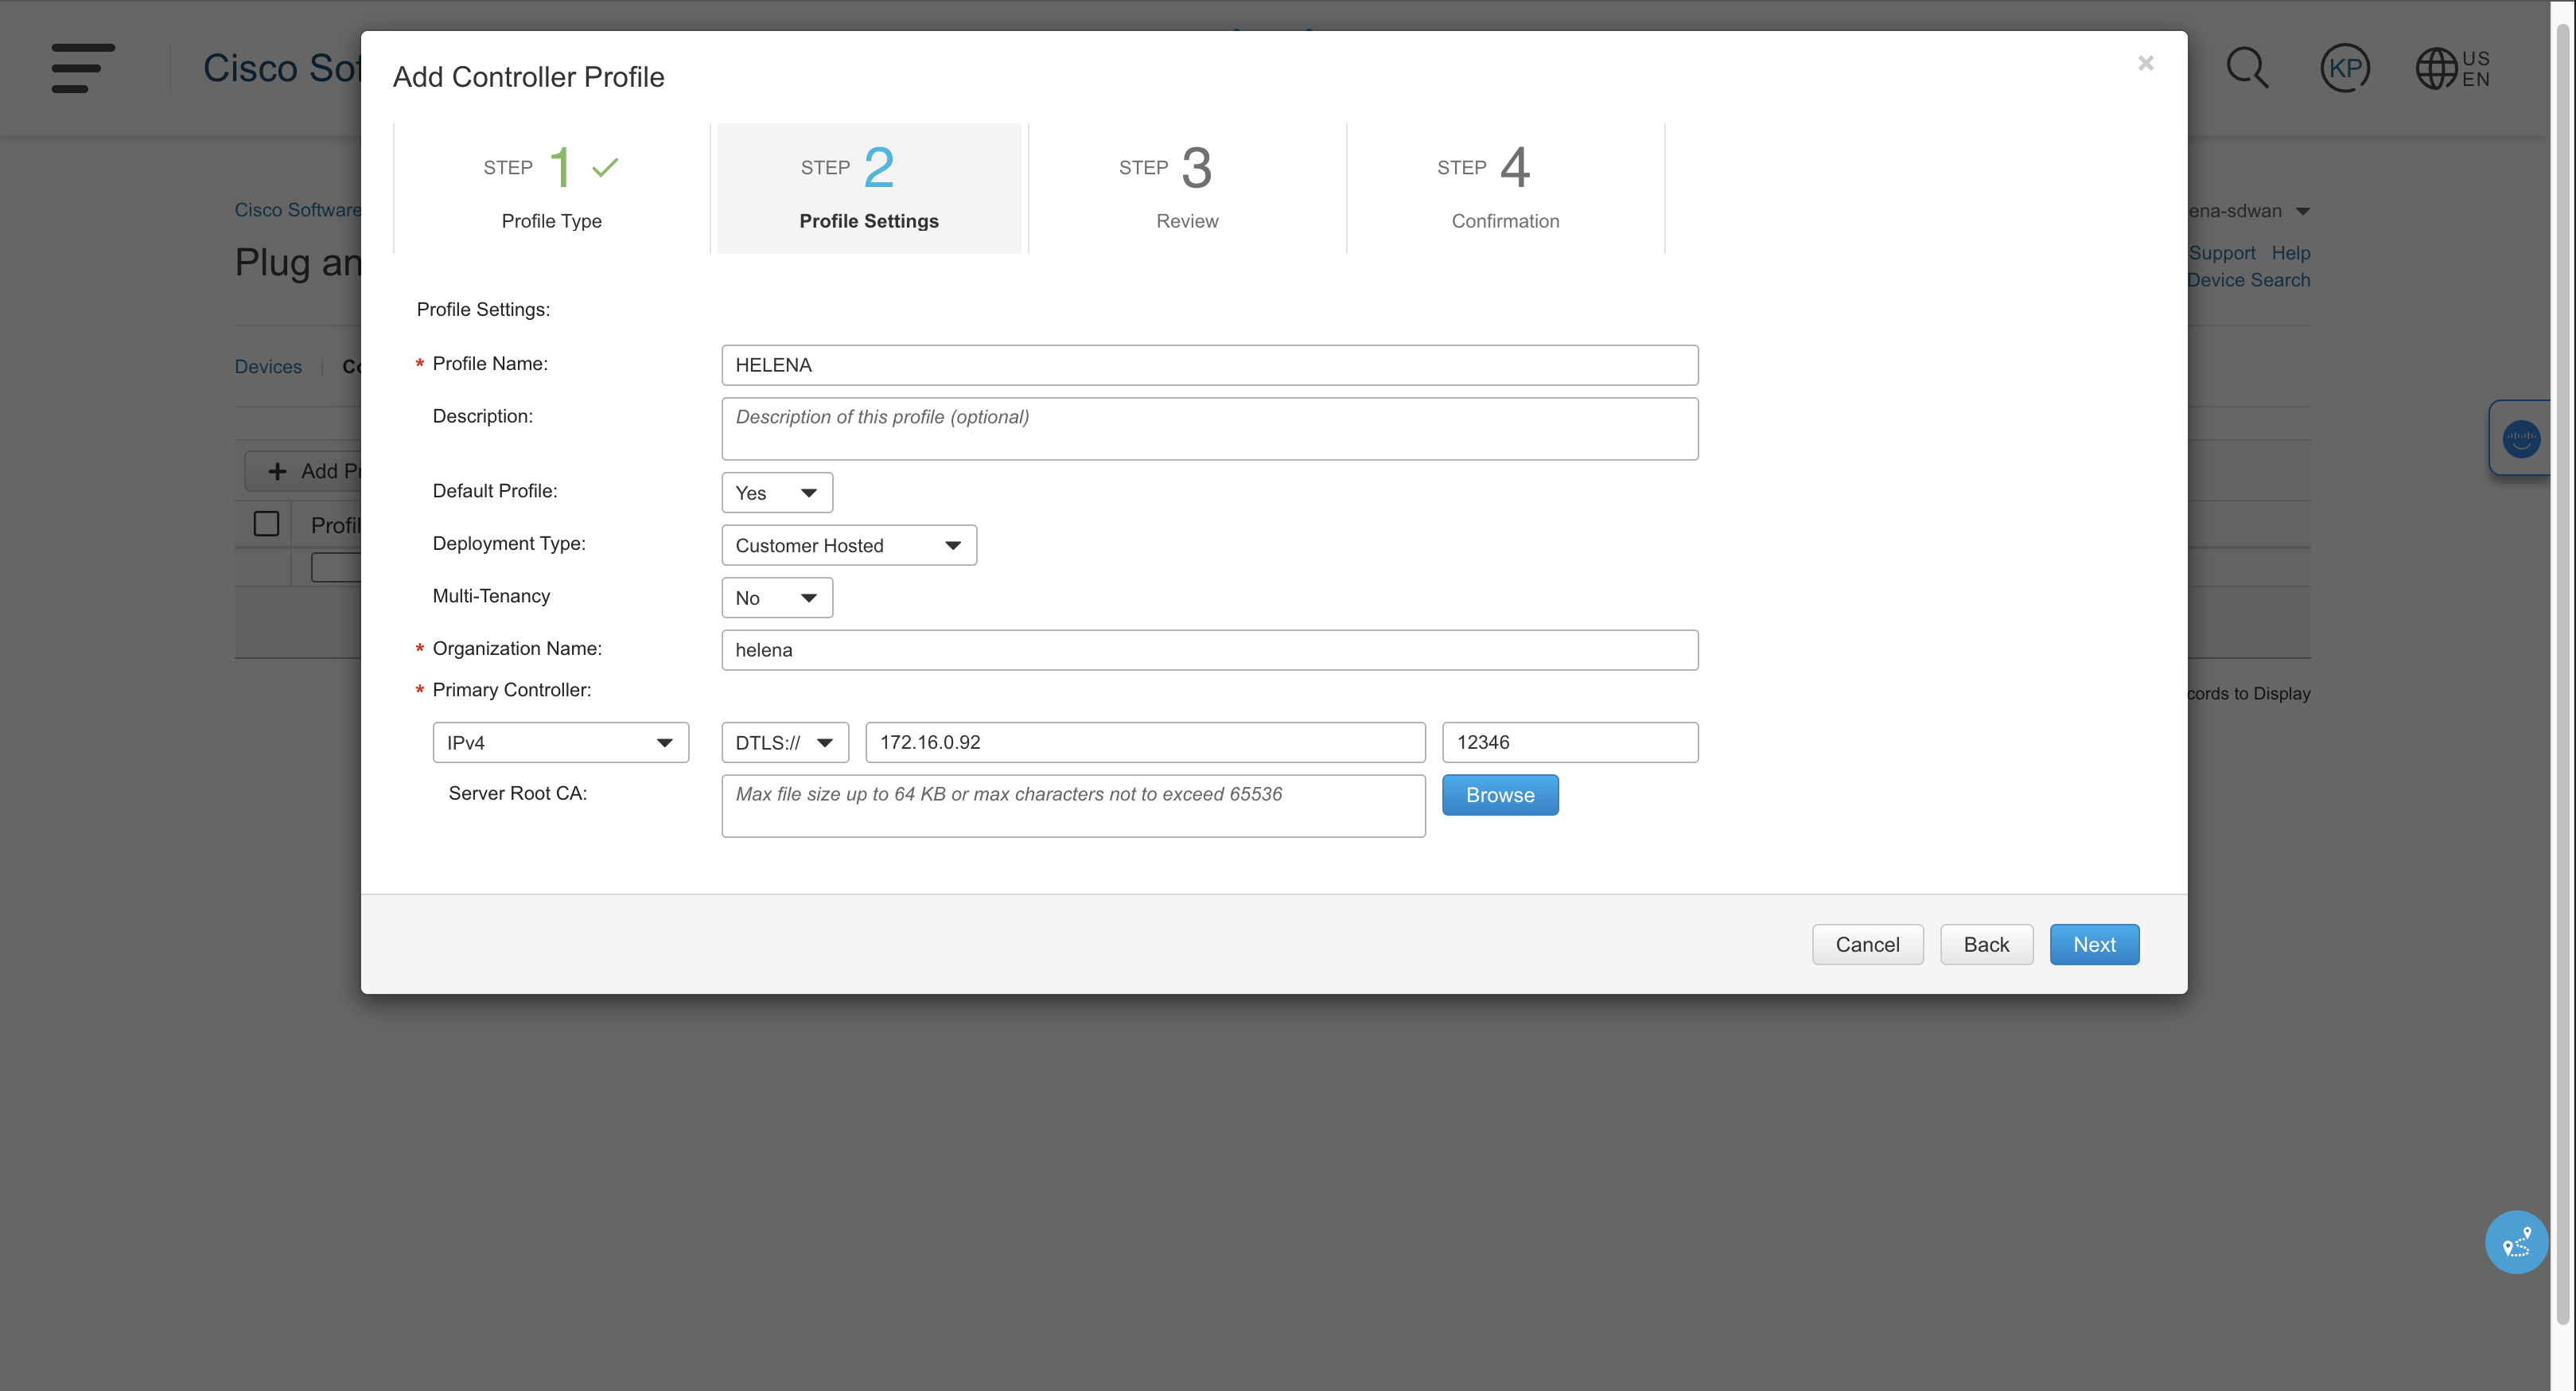 Cisco Sof
KP
US
EN
Add Controller Profile
×
STEP 1
Profile Type
STEP 2
Profile Settings
STEP 3
Review
STEP 4
Confirmation
Cisco Software
ena-sdwan
Plug an
Support Help
Device Search
Devices Co
Add Pr
Profil
cords to Display
Profile Settings:
* Profile Name: HELENA
Description: Description of this profile (optional)
Default Profile: Yes
Deployment Type: Customer Hosted
Multi-Tenancy No
* Organization Name: helena
* Primary Controller:
IPv4 DTLS:// 172.16.0.92 12346
Server Root CA: Max file size up to 64 KB or max characters not to exceed 65536 Browse
Cancel Back Next